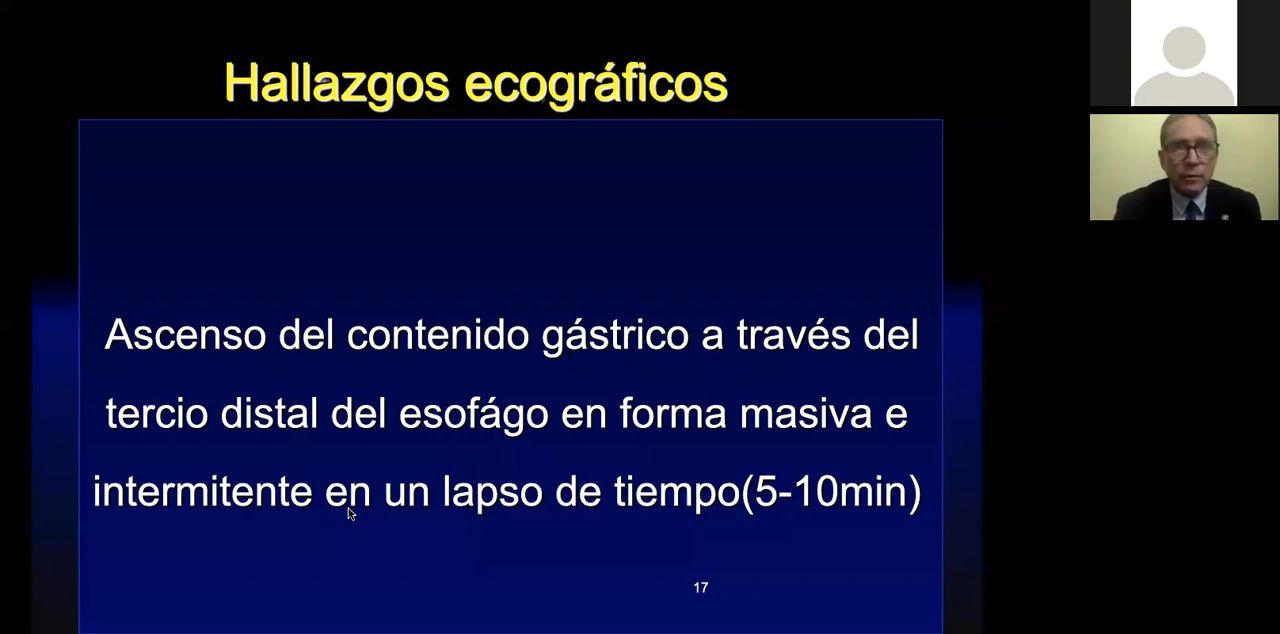 Hallazgos ecográficos
Ascenso del contenido gástrico a través del
tercio distal del esofágo en forma masiva e
intermitente en un lapso de tiempo(5-10min)
17